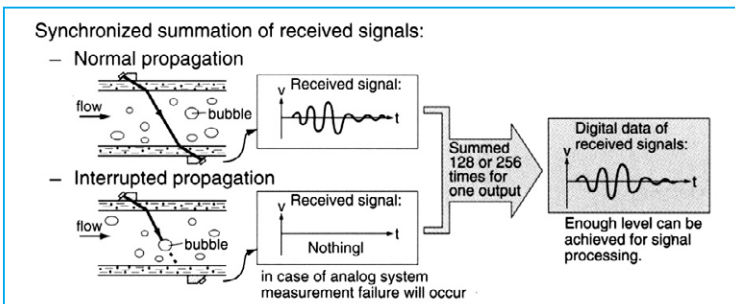 Synchronized summation of received signals:
– Normal propagation
flow
bubble
Received signal:
v
t
– Interrupted propagation
flow
bubble
Received signal:
v
t
Nothing!
in case of analog system
measurement failure will occur
Summed
128 or 256
times for
one output
Digital data of
received signals:
v
t
Enough level can be
achieved for signal
processing.